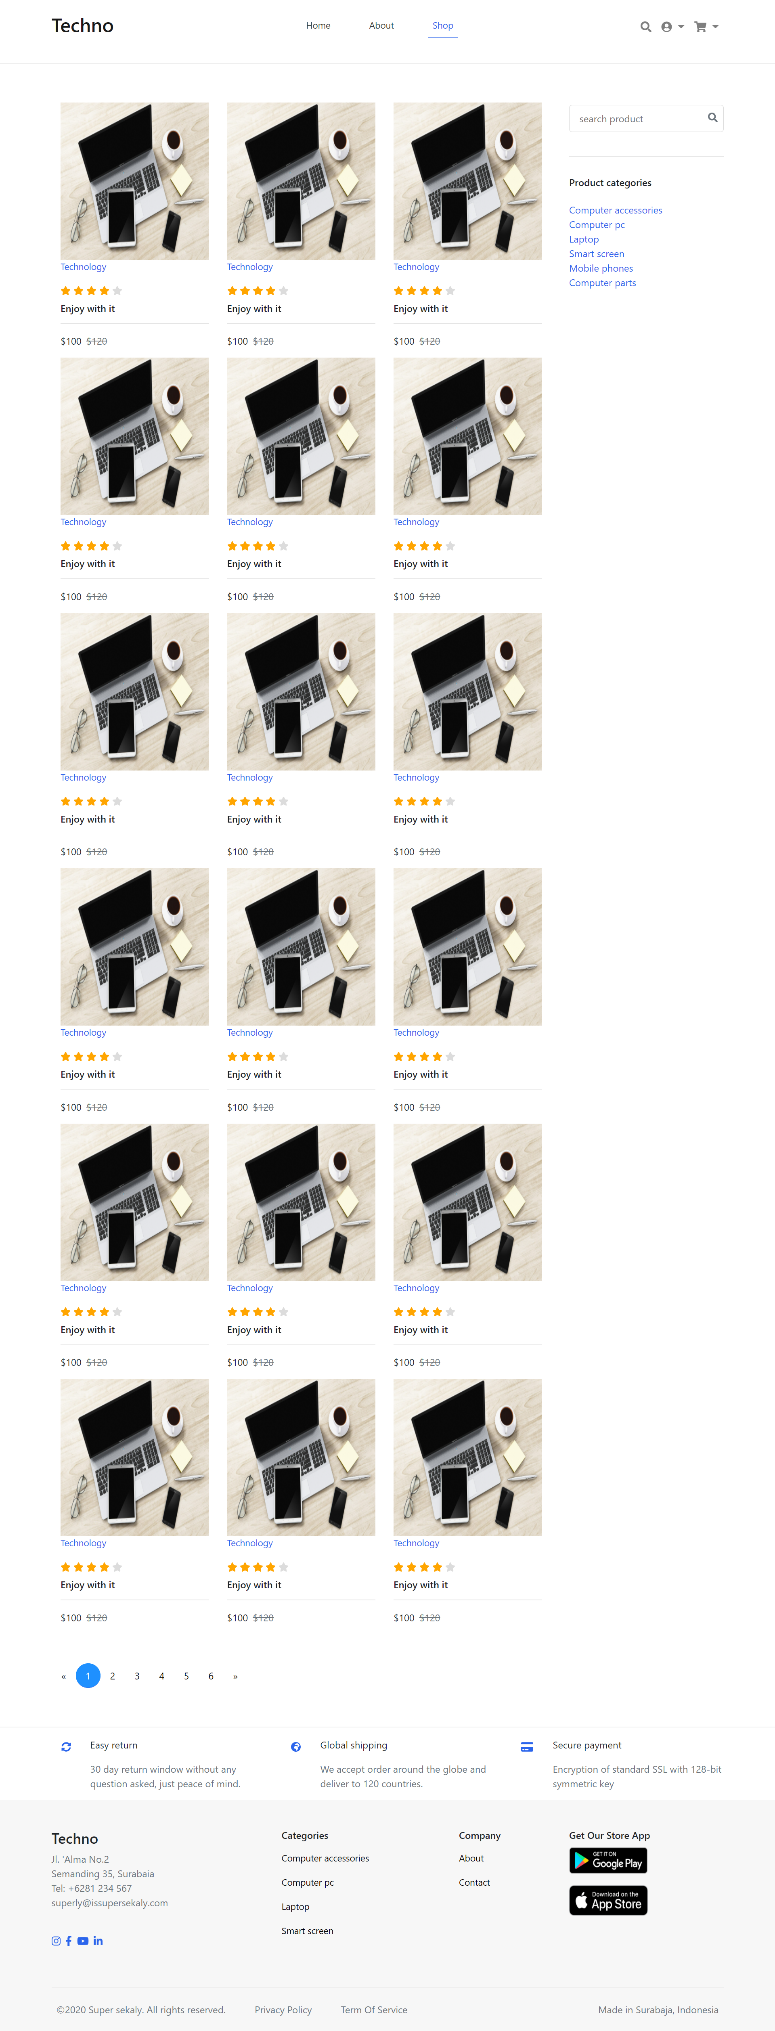 Techno
Home About Shop
search product
Product categories
Computer accessories
Computer pc
Laptop
Smart screen
Mobile phones
Computer parts
Technology Technology Technology
Enjoy with it Enjoy with it Enjoy with it
$100 $120 $100 $120 $100 $120
Technology Technology Technology
Enjoy with it Enjoy with it Enjoy with it
$100 $120 $100 $120 $100 $120
Technology Technology Technology
Enjoy with it Enjoy with it Enjoy with it
$100 $120 $100 $120 $100 $120
Technology Technology Technology
Enjoy with it Enjoy with it Enjoy with it
$100 $120 $100 $120 $100 $120
Technology Technology Technology
Enjoy with it Enjoy with it Enjoy with it
$100 $120 $100 $120 $100 $120
Technology Technology Technology
Enjoy with it Enjoy with it Enjoy with it
$100 $120 $100 $120 $100 $120
« 1 2 3 4 5 6 »
Easy return
30 day return window without any
question asked, just peace of mind.
Global shipping
We accept order around the globe and
deliver to 120 countries.
Secure payment
Encryption of standard SSL with 128-bit
symmetric key
Techno
Jl. 'Alma No.2
Semanding 35, Surabaia
Tel: +6281 234 567
superly@issupersekaly.com
Categories
Computer accessories
Computer pc
Laptop
Smart screen
Company
About
Contact
Get Our Store App
GET IT ON
Google Play
Download on the
App Store
©2020 Super sekaly. All rights reserved. Privacy Policy Term Of Service Made in Surabaja, Indonesia